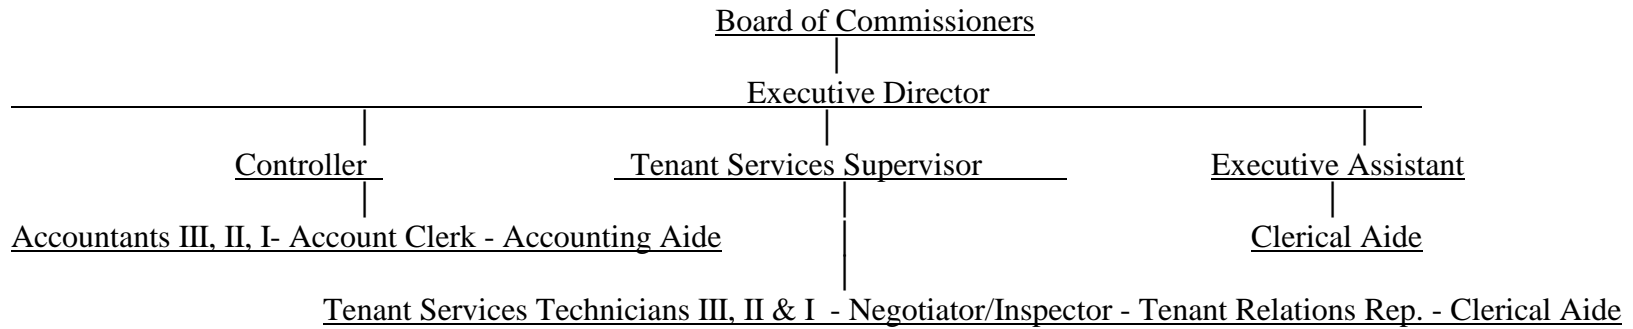 Board of Commissioners
Executive Director
Controller Tenant Services Supervisor Executive Assistant
Accountants III, II, I- Account Clerk - Accounting Aide Clerical Aide
Tenant Services Technicians III, II & I - Negotiator/Inspector - Tenant Relations Rep. - Clerical Aide